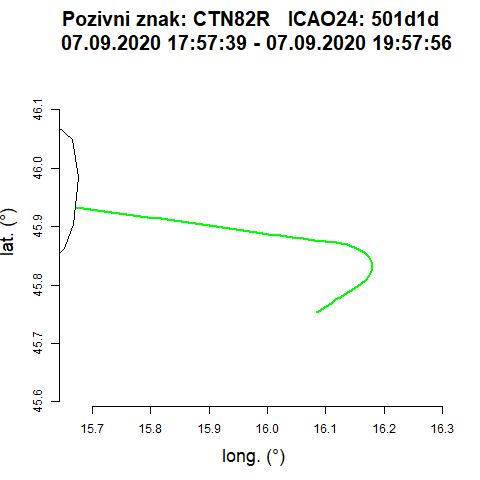 Pozivni znak: CTN82R   ICAO24: 501d1d
07.09.2020 17:57:39 - 07.09.2020 19:57:56
46.1
46.0
45.9
45.8
45.7
45.6
lat. (°)
15.7 15.8 15.9 16.0 16.1 16.2 16.3
long. (°)